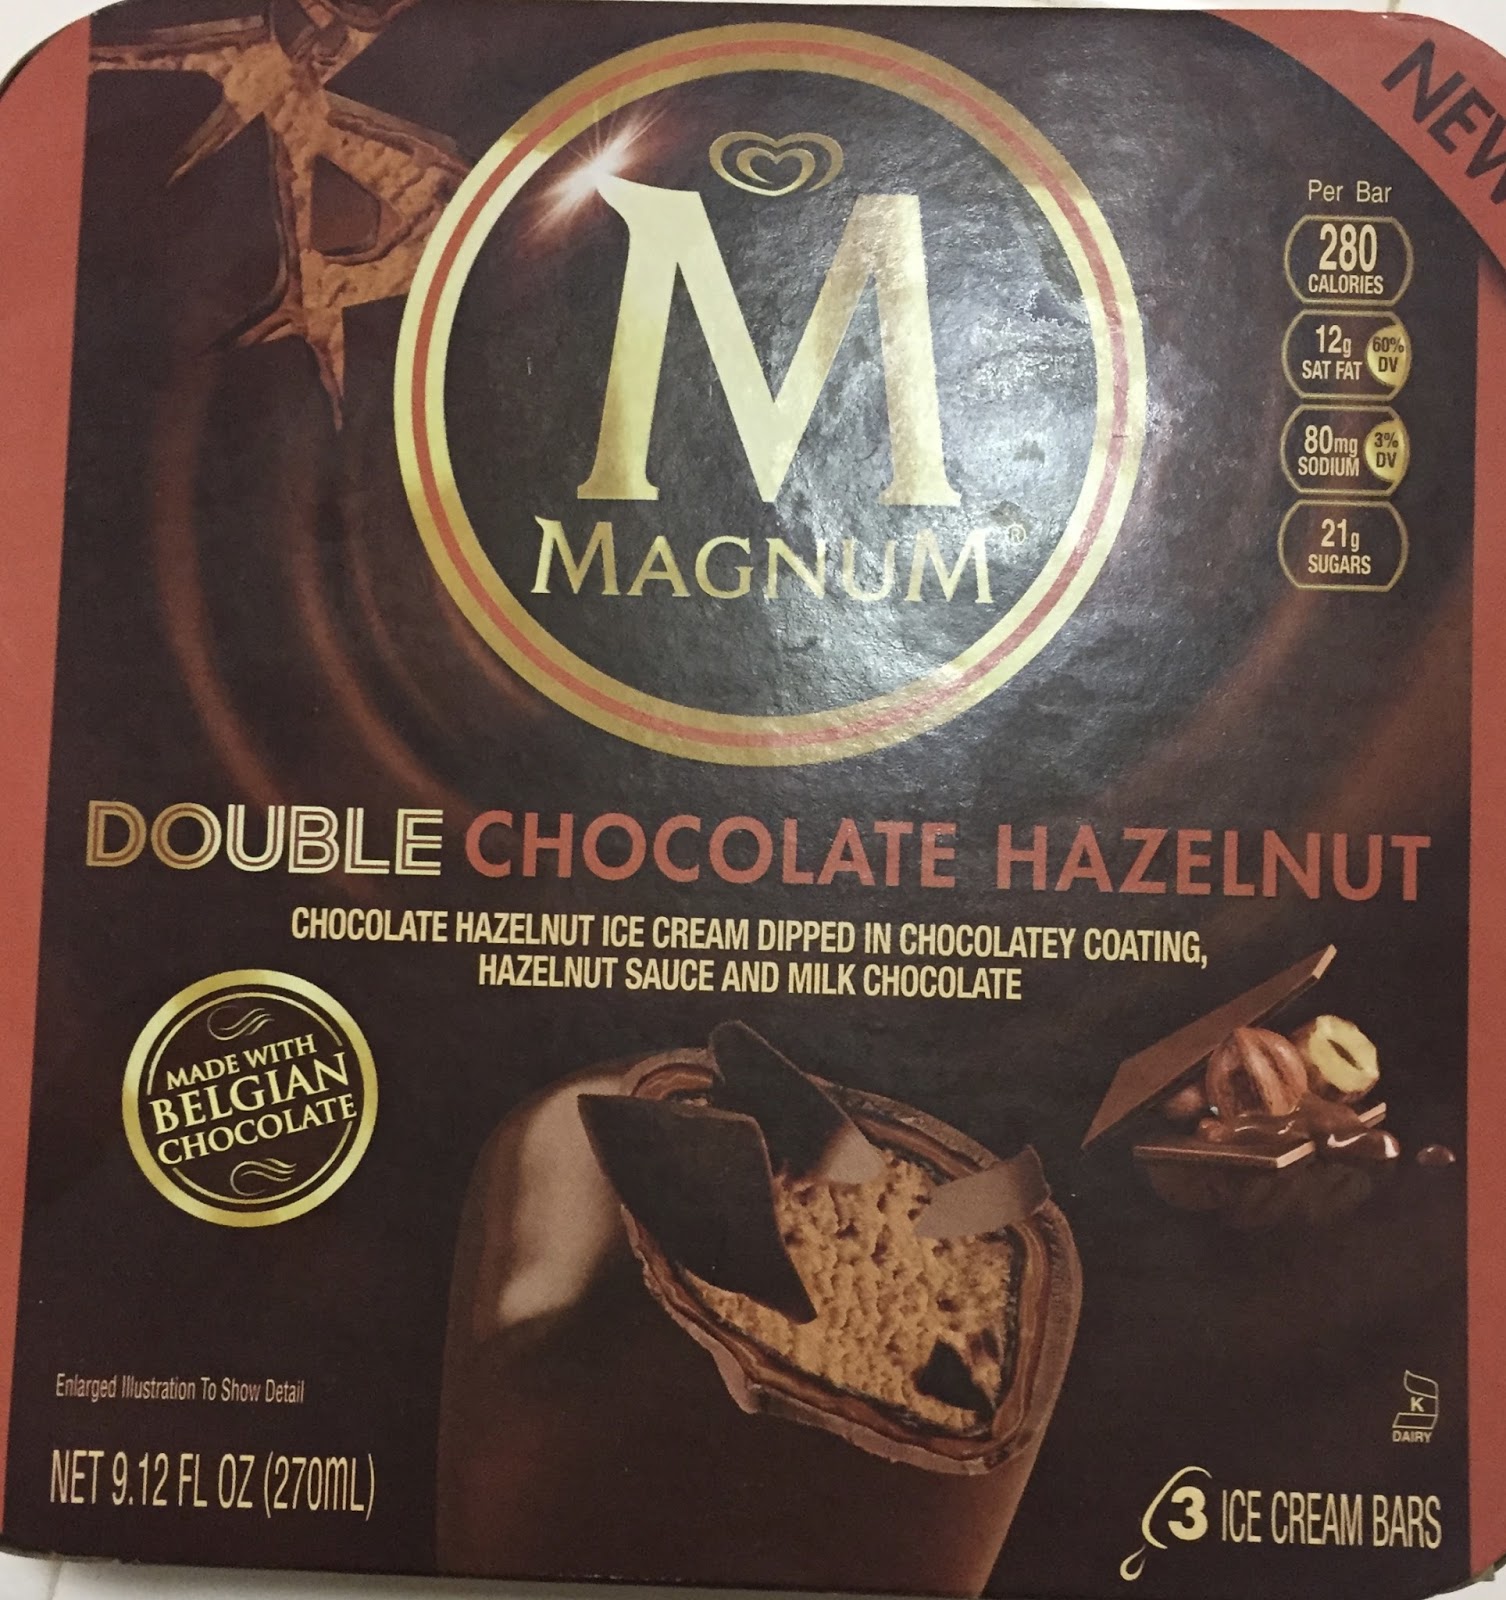 NEW
Per Bar
280
CALORIES
12g
SAT FAT
60%
DV
80mg
SODIUM
3%
DV
21g
SUGARS
M
MAGNUM®
DOUBLE CHOCOLATE HAZELNUT
CHOCOLATE HAZELNUT ICE CREAM DIPPED IN CHOCOLATEY COATING,
HAZELNUT SAUCE AND MILK CHOCOLATE
MADE WITH
BELGIAN
CHOCOLATE
Enlarged Illustration To Show Detail
NET 9.12 FL OZ (270mL)
K
DAIRY
3 ICE CREAM BARS